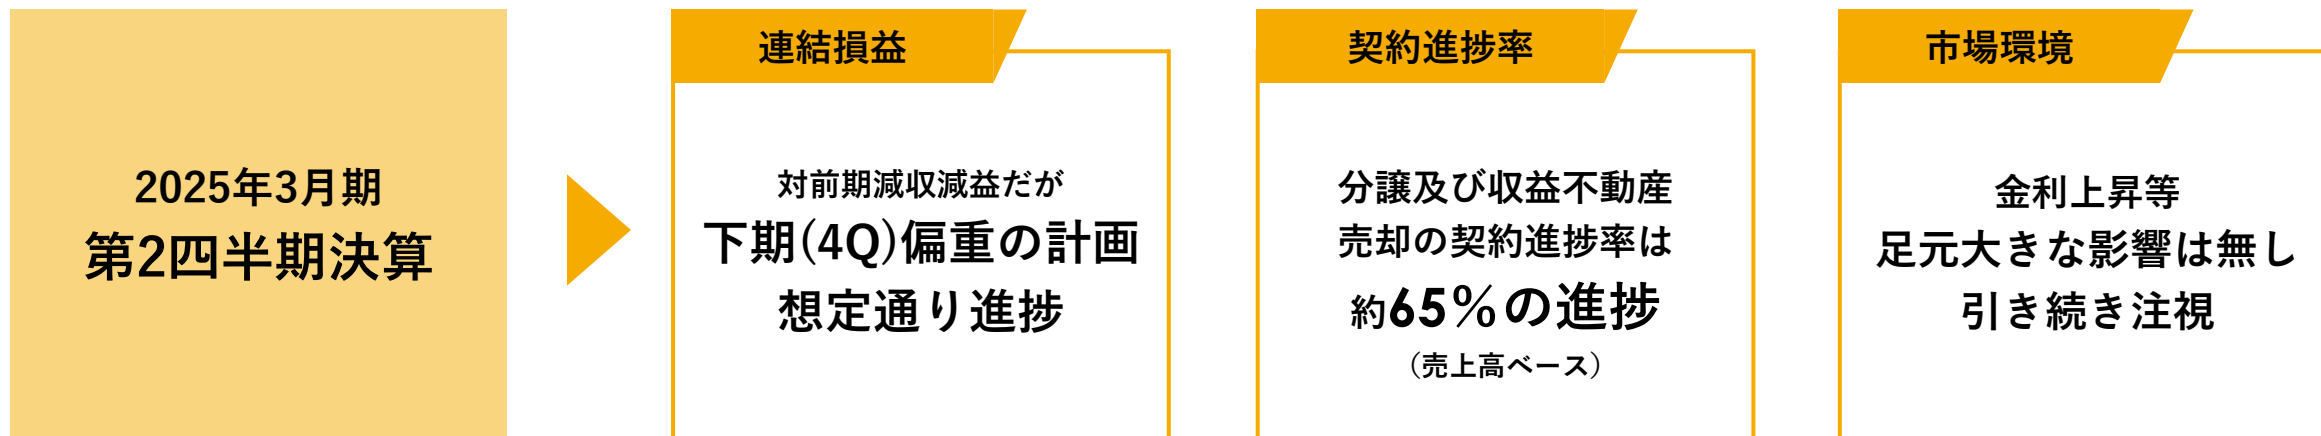 2025年3月期
第2四半期決算
連結損益
対前期減収減益だが
下期(4Q)偏重の計画
想定通り進捗
契約進捗率
分譲及び収益不動産
売却の契約進捗率は
約65%の進捗
（売上高ベース）
市場環境
金利上昇等
足元大きな影響は無し
引き続き注視